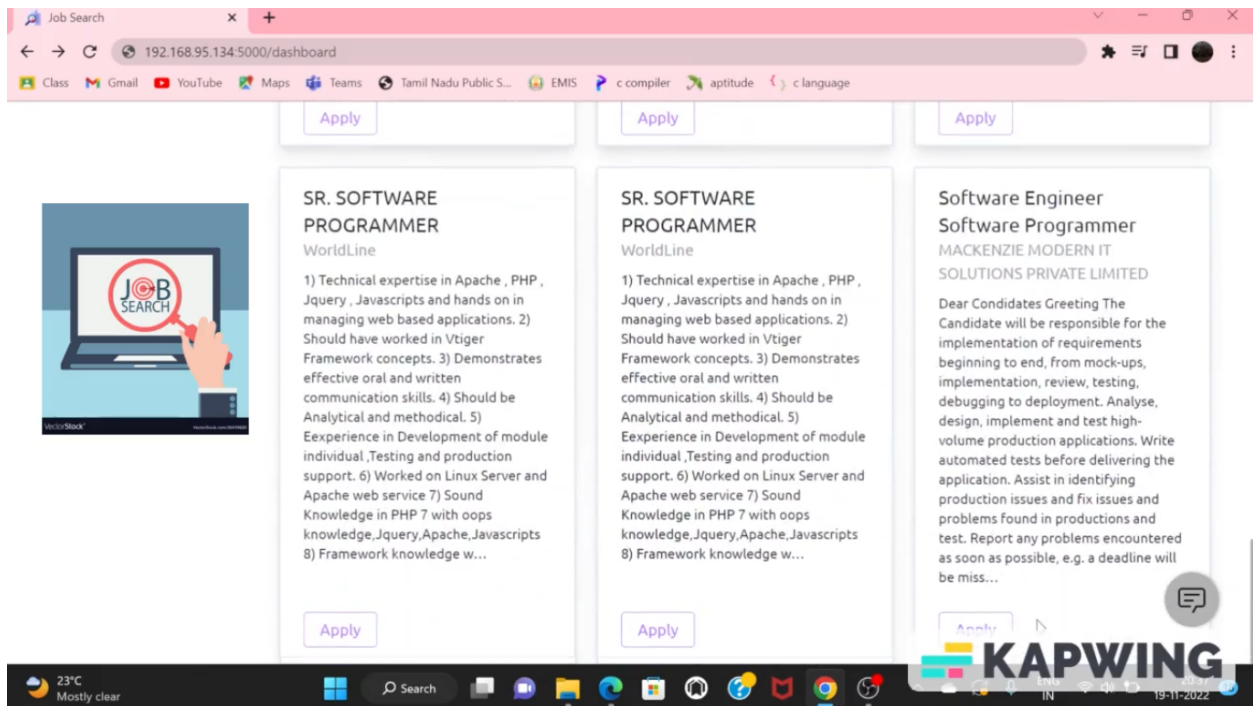 Job Search
192.168.95.134:5000/dashboard
Class Gmail YouTube Maps Teams Tamil Nadu Public S... EMIS c compiler aptitude c language
Apply Apply Apply
SR. SOFTWARE
PROGRAMMER
WorldLine
1) Technical expertise in Apache , PHP ,
Jquery , Javascripts and hands on in
managing web based applications. 2)
Should have worked in Vtiger
Framework concepts. 3) Demonstrates
effective oral and written
communication skills. 4) Should be
Analytical and methodical. 5)
Eexperience in Development of module
individual ,Testing and production
support. 6) Worked on Linux Server and
Apache web service 7) Sound
Knowledge in PHP 7 with oops
knowledge,Jquery,Apache,Javascripts
8) Framework knowledge w...
Apply
SR. SOFTWARE
PROGRAMMER
WorldLine
1) Technical expertise in Apache , PHP ,
Jquery , Javascripts and hands on in
managing web based applications. 2)
Should have worked in Vtiger
Framework concepts. 3) Demonstrates
effective oral and written
communication skills. 4) Should be
Analytical and methodical. 5)
Eexperience in Development of module
individual ,Testing and production
support. 6) Worked on Linux Server and
Apache web service 7) Sound
Knowledge in PHP 7 with oops
knowledge,Jquery,Apache,Javascripts
8) Framework knowledge w...
Apply
Software Engineer
Software Programmer
MACKENZIE MODERN IT
SOLUTIONS PRIVATE LIMITED
Dear Condidates Greeting The
Candidate will be responsible for the
implementation of requirements
beginning to end, from mock-ups,
implementation, review, testing,
debugging to deployment. Analyse,
design, implement and test high-
volume production applications. Write
automated tests before delivering the
application. Assist in identifying
production issues and fix issues and
problems found in productions and
test. Report any problems encountered
as soon as possible, e.g. a deadline will
be miss...
Apply
JOB
SEARCH
VectorStock
KAPWING
23°C
Mostly clear
Search
ENG
IN
19-11-2022